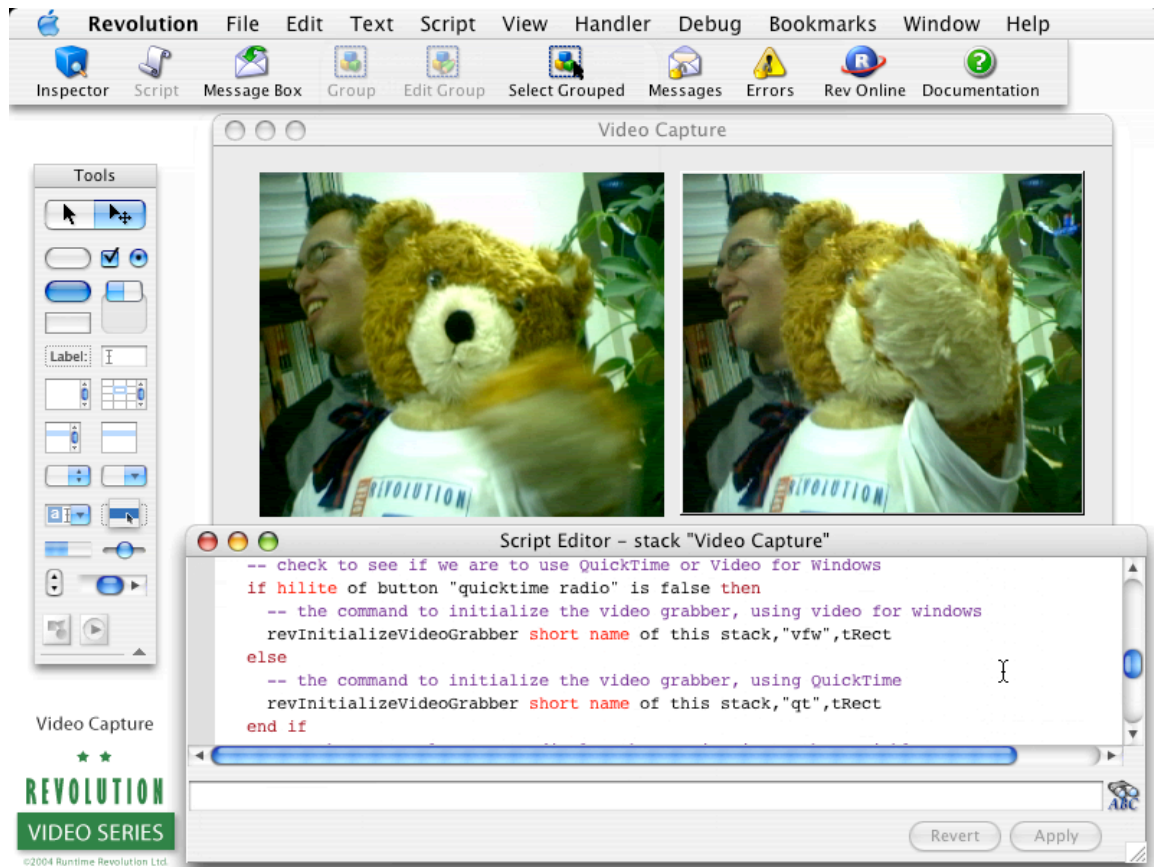 Revolution File Edit Text Script View Handler Debug Bookmarks Window Help
Inspector Script Message Box Group Edit Group Select Grouped Messages Errors Rev Online Documentation
Video Capture
Tools
Label:
REVOLUTION
REVOLUTION
Script Editor – stack "Video Capture"
-- check to see if we are to use QuickTime or Video for Windows
if hilite of button "quicktime radio" is false then
-- the command to initialize the video grabber, using video for windows
revInitializeVideoGrabber short name of this stack,"vfw",tRect
else
-- the command to initialize the video grabber, using QuickTime
revInitializeVideoGrabber short name of this stack,"qt",tRect
end if
ABC
Revert Apply
Video Capture
REVOLUTION
VIDEO SERIES
©2004 Runtime Revolution Ltd.